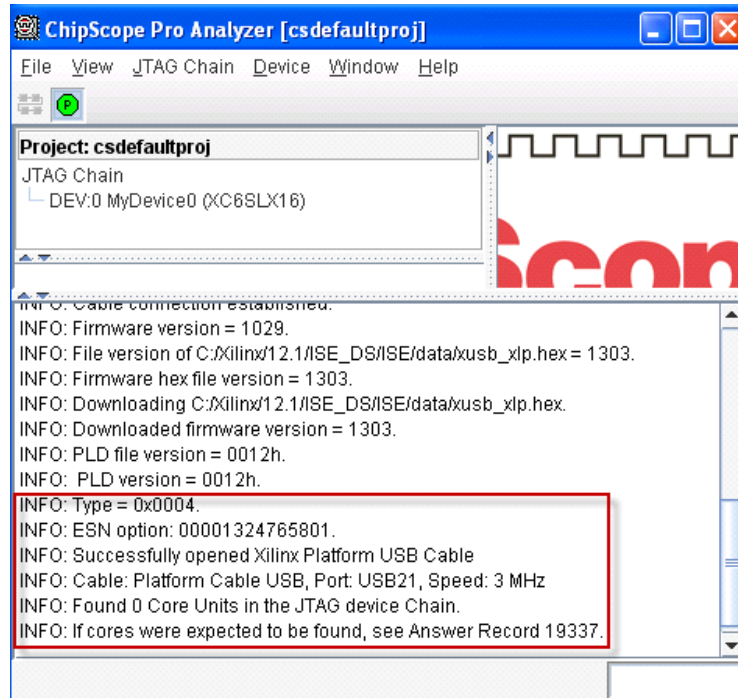 ChipScope Pro Analyzer [csdefaultproj]
File View JTAG Chain Device Window Help
P
Project: csdefaultproj
JTAG Chain
DEV:0 MyDevice0 (XC6SLX16)
Scop
INFO: Cable connection established.
INFO: Firmware version = 1029.
INFO: File version of C:/Xilinx/12.1/ISE_DS/ISE/data/xusb_xlp.hex = 1303.
INFO: Firmware hex file version = 1303.
INFO: Downloading C:/Xilinx/12.1/ISE_DS/ISE/data/xusb_xlp.hex.
INFO: Downloaded firmware version = 1303.
INFO: PLD file version = 0012h.
INFO:  PLD version = 0012h.
INFO: Type = 0x0004.
INFO: ESN option: 00001324765801.
INFO: Successfully opened Xilinx Platform USB Cable
INFO: Cable: Platform Cable USB, Port: USB21, Speed: 3 MHz
INFO: Found 0 Core Units in the JTAG device Chain.
INFO: If cores were expected to be found, see Answer Record 19337.